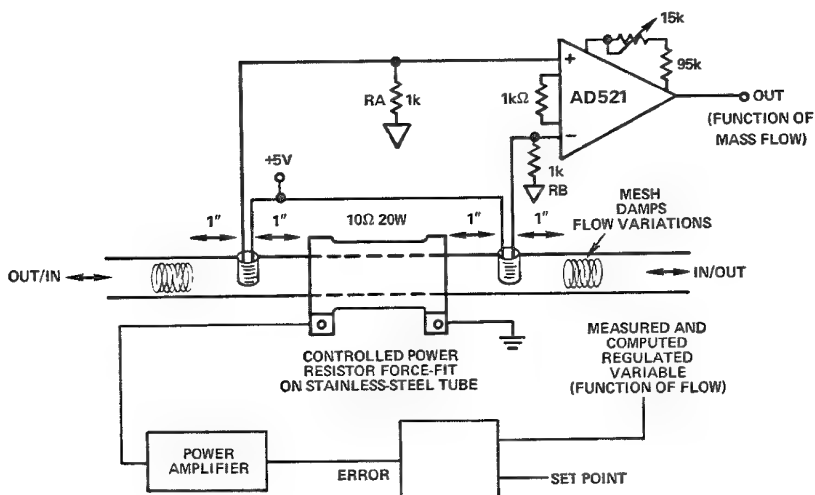 15k
95k
+
1kΩ
AD521
OUT
(FUNCTION OF
MASS FLOW)
RA
1k
−
1k
RB
+5V
1"
1"
10Ω 20W
1"
1"
MESH
DAMPS
FLOW VARIATIONS
OUT/IN
IN/OUT
CONTROLLED POWER
RESISTOR FORCE-FIT
ON STAINLESS-STEEL TUBE
MEASURED AND
COMPUTED
REGULATED
VARIABLE
(FUNCTION OF FLOW)
POWER
AMPLIFIER
ERROR
SET POINT